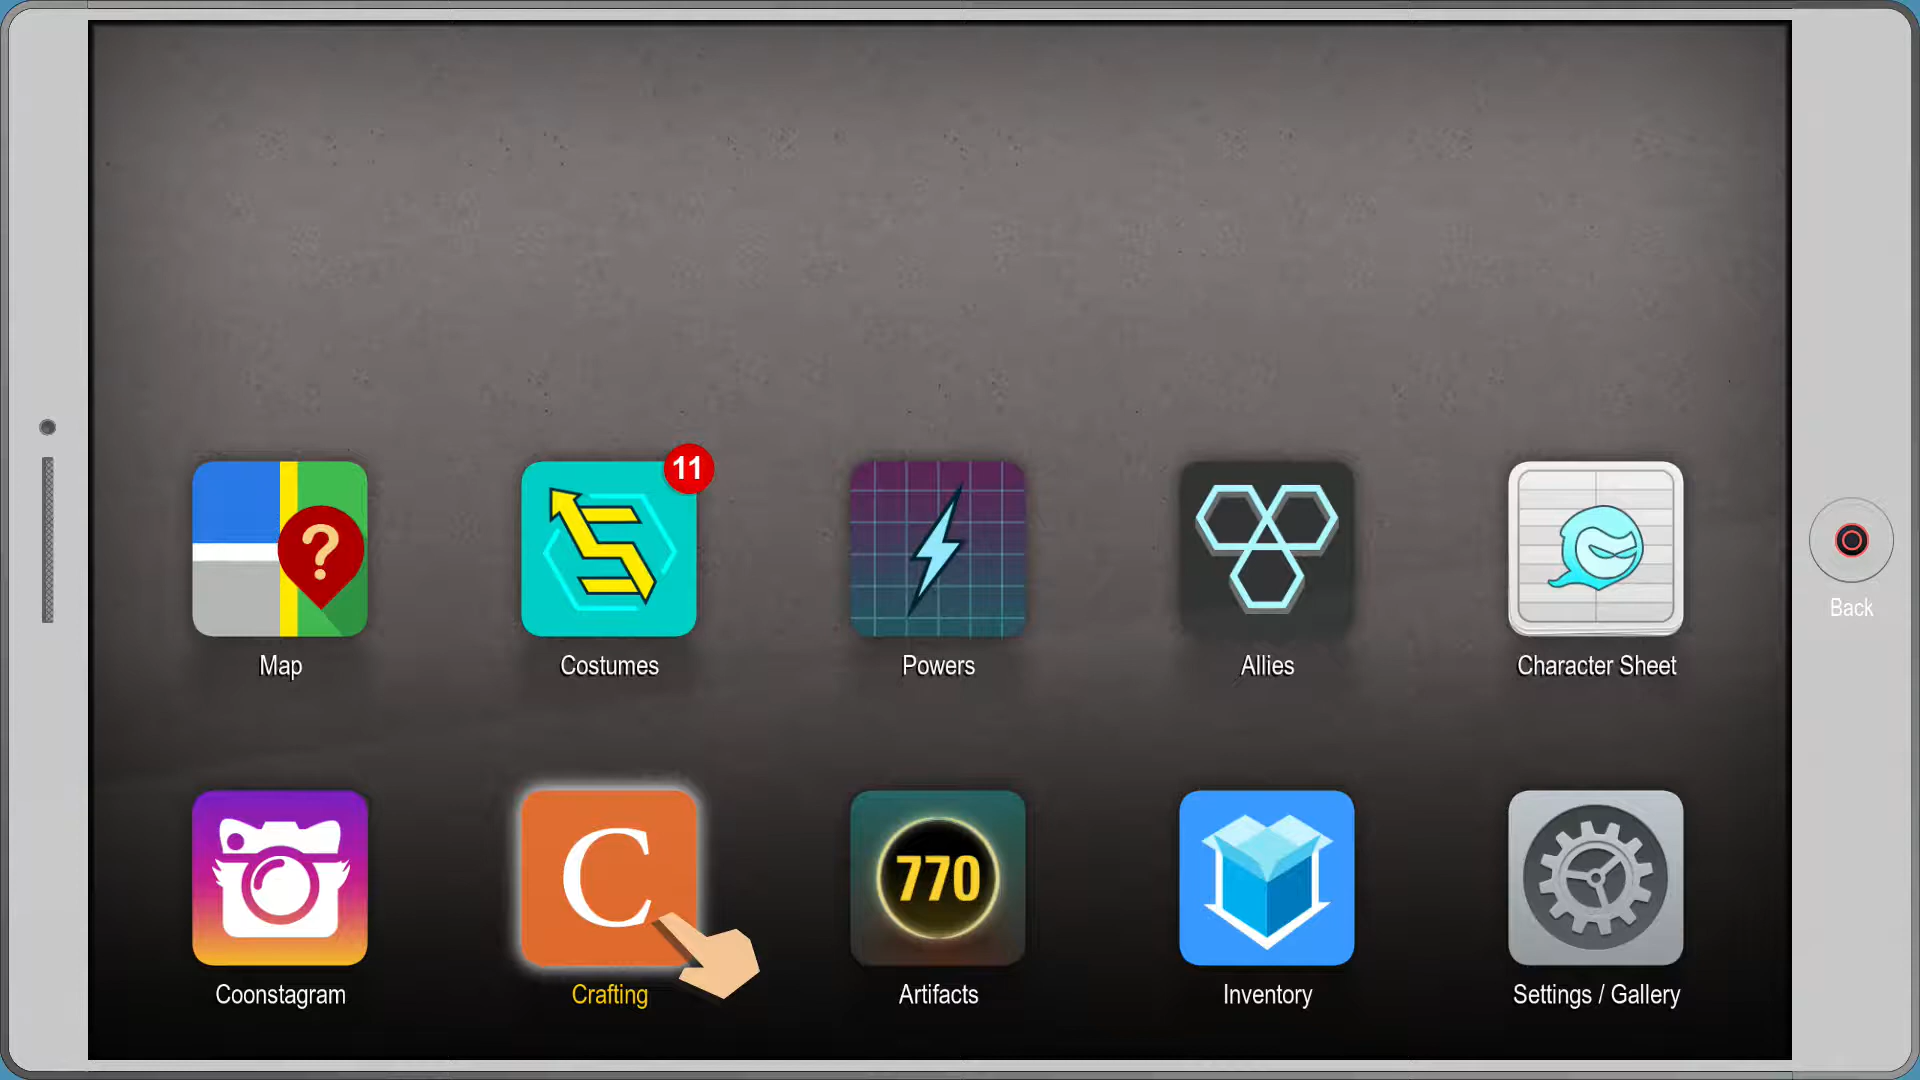 11
?
Map
Costumes
Powers
Allies
Character Sheet
Back
C
770
Coonstagram
Crafting
Artifacts
Inventory
Settings / Gallery